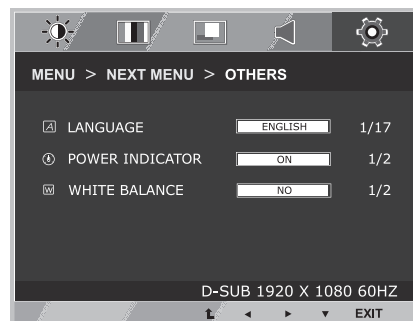 MENU > NEXT MENU > OTHERS
A LANGUAGE ENGLISH 1/17
POWER INDICATOR ON 1/2
W WHITE BALANCE NO 1/2
D-SUB 1920 X 1080 60HZ
EXIT